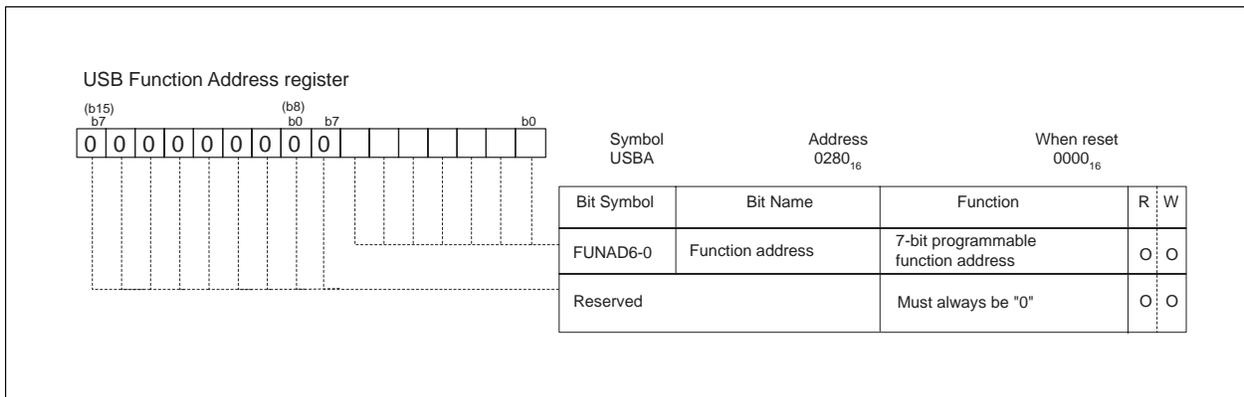 USB Function Address register
(b15) (b8)
b7 b0 b7 b0
0 0 0 0 0 0 0 0 0
Symbol Address When reset
USBA 0280₁₆ 0000₁₆
Bit Symbol Bit Name Function R W
FUNAD6-0 Function address 7-bit programmable
function address O O
Reserved Must always be "0" O O